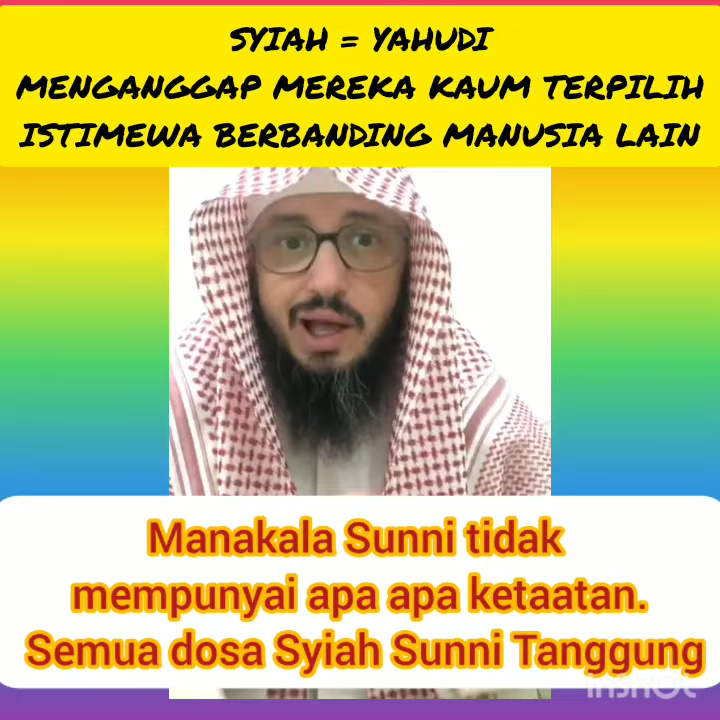 SYIAH = YAHUDI
MENGANGGAP MEREKA KAUM TERPILIH
ISTIMEWA BERBANDING MANUSIA LAIN
Manakala Sunni tidak
mempunyai apa apa ketaatan.
Semua dosa Syiah Sunni Tanggung
InShOt